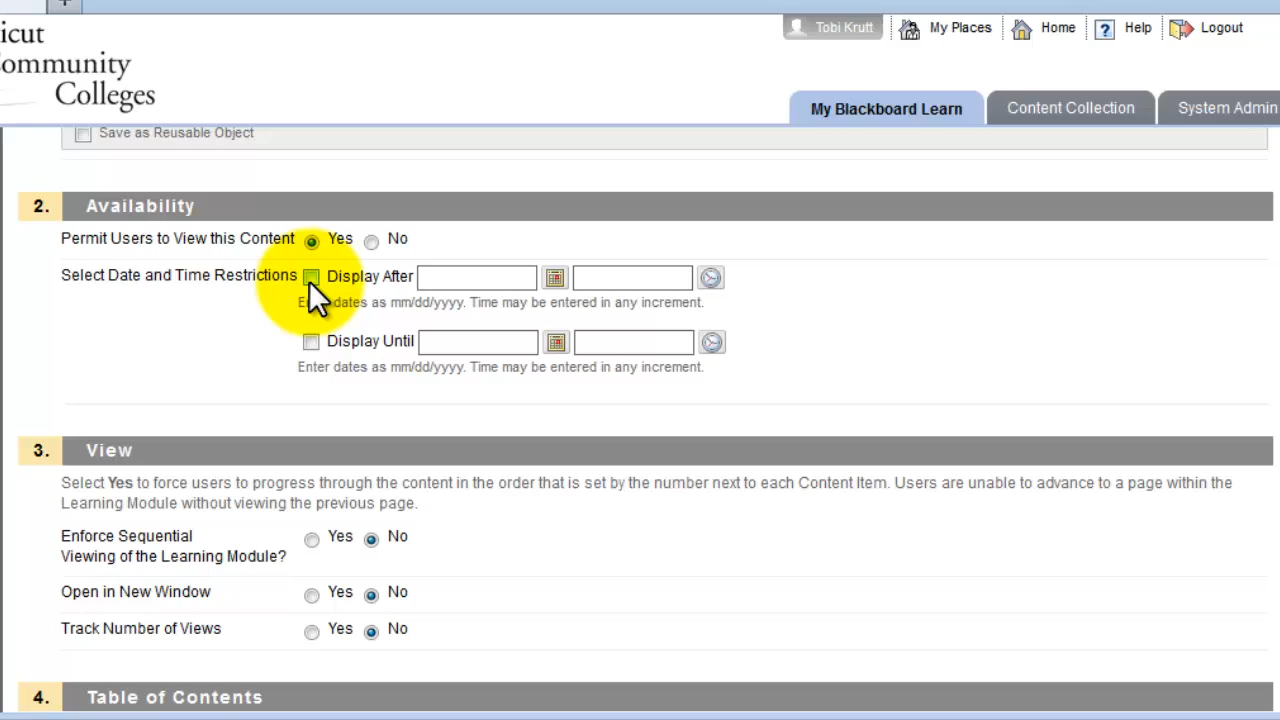 icut
ommunity
Colleges
Tobi Krutt
My Places
Home
Help
Logout
My Blackboard Learn
Content Collection
System Admin
Save as Reusable Object
2. Availability
Permit Users to View this Content Yes No
Select Date and Time Restrictions Display After
dates as mm/dd/yyyy. Time may be entered in any increment.
Display Until
Enter dates as mm/dd/yyyy. Time may be entered in any increment.
3. View
Select Yes to force users to progress through the content in the order that is set by the number next to each Content Item. Users are unable to advance to a page within the
Learning Module without viewing the previous page.
Enforce Sequential
Viewing of the Learning Module? Yes No
Open in New Window Yes No
Track Number of Views Yes No
4. Table of Contents